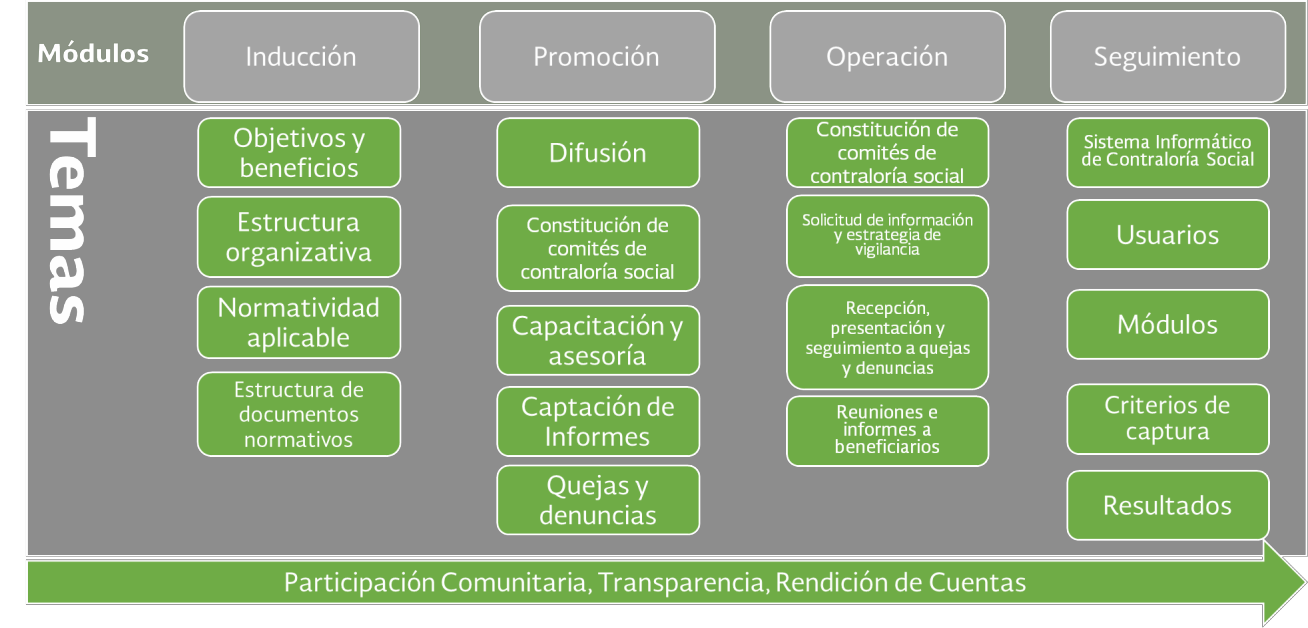 Módulos
Inducción
Promoción
Operación
Seguimiento
Temas
Objetivos y
beneficios
Estructura
organizativa
Normatividad
aplicable
Estructura de
documentos
normativos
Difusión
Constitución de
comités de
contraloría social
Capacitación y
asesoría
Captación de
Informes
Quejas y
denuncias
Constitución de
comités de
contraloría social
Solicitud de información
y estrategia de
vigilancia
Recepción,
presentación y
seguimiento a quejas
y denuncias
Reuniones e
informes a
beneficiarios
Sistema Informático
de Contraloría Social
Usuarios
Módulos
Criterios de
captura
Resultados
Participación Comunitaria, Transparencia, Rendición de Cuentas